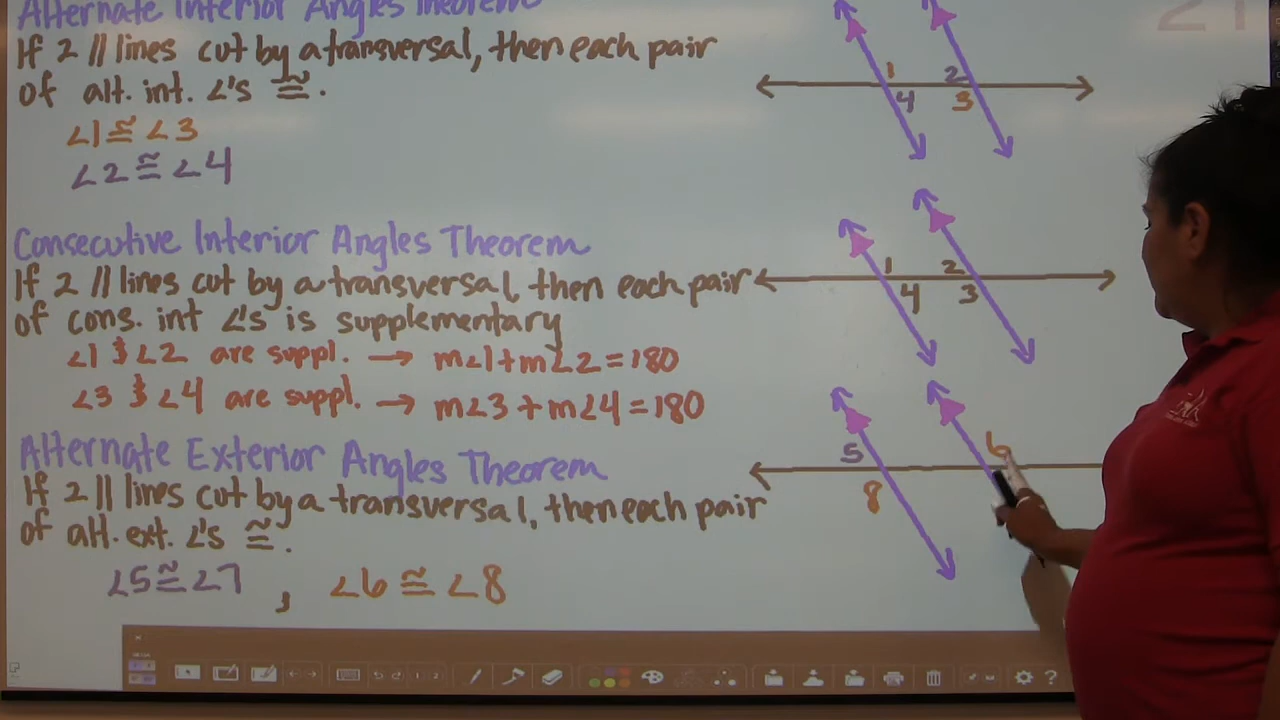 Alternate Interior Angles Theorem
If 2 // lines cut by a transversal, then each pair
of alt. int. ∠'s ≅.
∠1 ≅ ∠3
∠2 ≅ ∠4
1 2
4 3
Consecutive Interior Angles Theorem
If 2 // lines cut by a transversal, then each pair
of cons. int ∠'s is supplementary
∠1 & ∠2 are suppl. → m∠1+m∠2=180
∠3 & ∠4 are suppl. → m∠3+m∠4=180
1 2
4 3
Alternate Exterior Angles Theorem
If 2 // lines cut by a transversal, then each pair
of alt. ext. ∠'s ≅.
∠5≅∠7, ∠6 ≅ ∠8
5 6
8